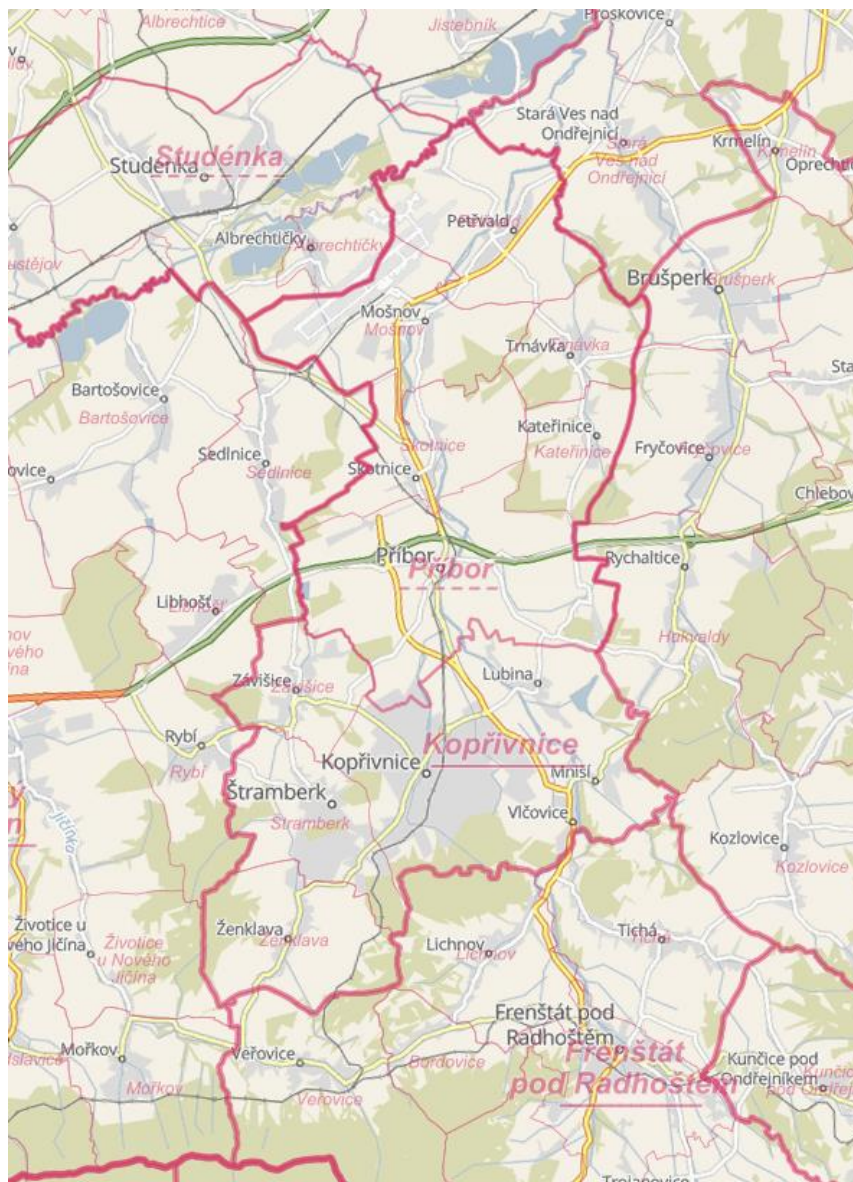 Proskovice
Albrechtice
Jistebník
Stará Ves nad
Ondřejnicí
Stará
Ves nad
Ondřejnicí
Krmelín
Krmelín
Studénka
Studénka
Petřvald
Albrechtičky
Albrechtičky
Brušperk
Brušperk
Mošnov
Mošnov
Trnávka
Trnávka
Bartošovice
Bartošovice
Kateřinice
Kateřinice
Skotnice
Sedlnice
Sedlnice
Skotnice
Fryčovice
Příbor
Příbor
Rychaltice
Libhošť
Libhošť
Hukvaldy
Lubina
Závišice
Závišice
Rybí
Rybí
Kopřivnice
Kopřivnice
Mniší
Štramberk
Štramberk
Vlčovice
Jičínka
Kozlovice
Kozlovice
Ženklava
Ženklava
Tichá
Tichá
Životice u
Životice
u Nového
Jičína
Lichnov
Lichnov
Frenštát pod
Radhoštěm
Frenštát
pod Radhoštěm
Mořkov
Mořkov
Veřovice
Veřovice
Bordovice
Kunčice pod
Ondřejníkem
Trojanovice